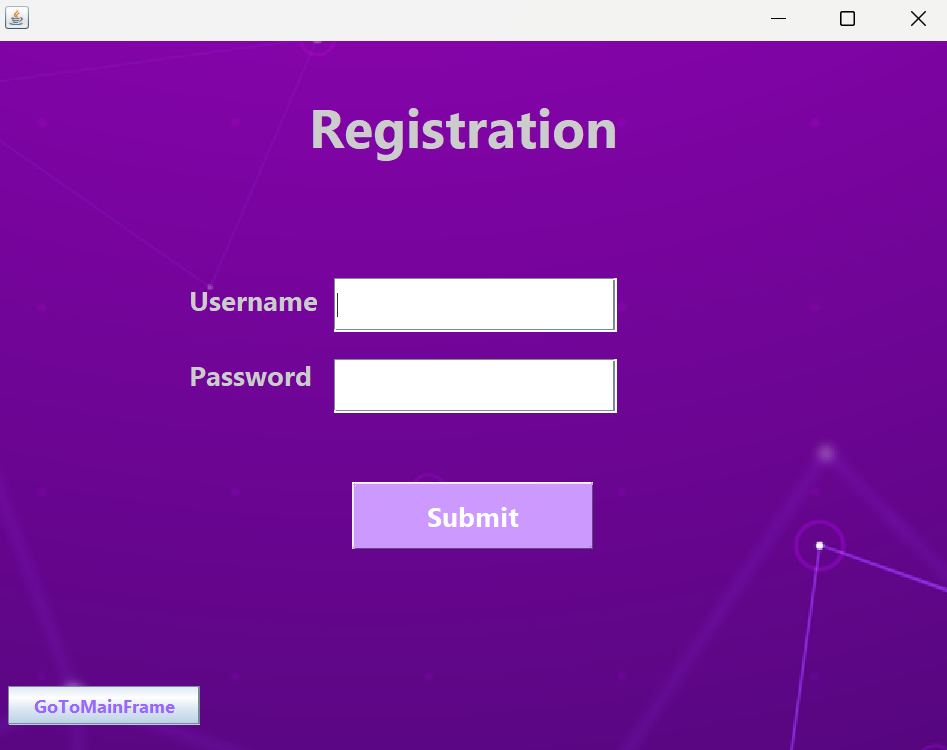 Registration
Username
Password
Submit
GoToMainFrame